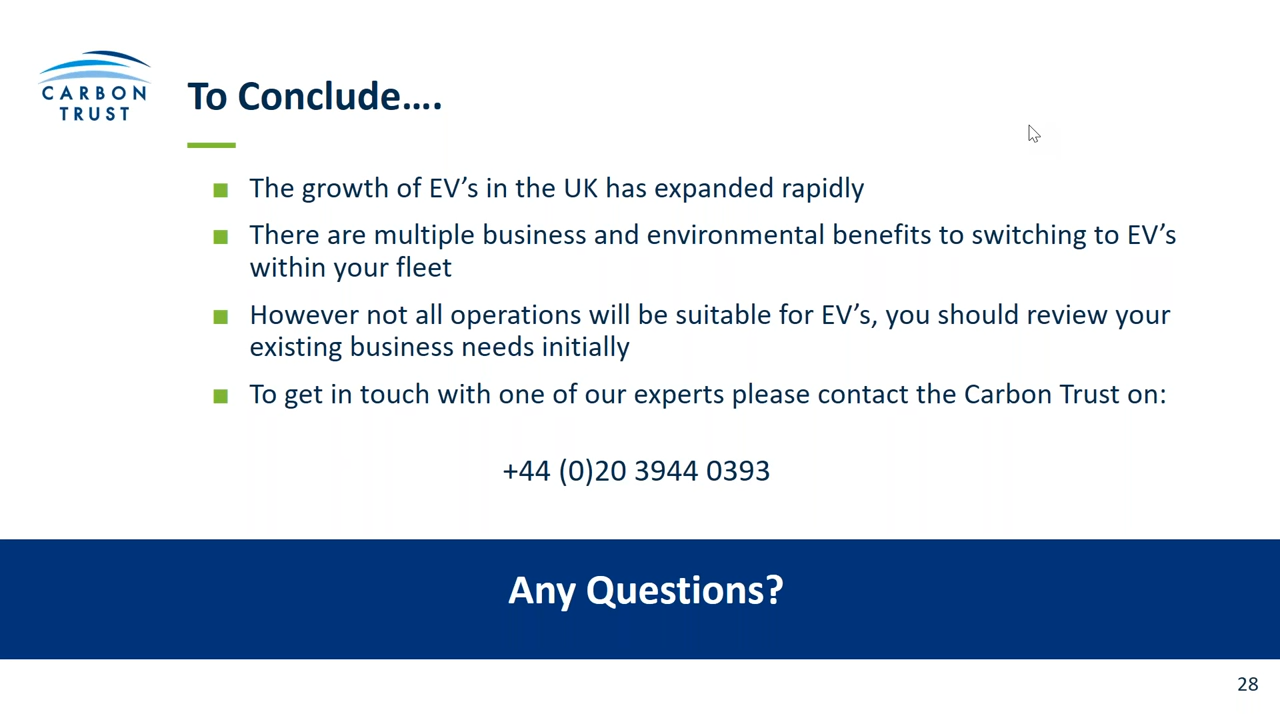 CARBON
TRUST
To Conclude....
The growth of EV’s in the UK has expanded rapidly
There are multiple business and environmental benefits to switching to EV’s
within your fleet
However not all operations will be suitable for EV’s, you should review your
existing business needs initially
To get in touch with one of our experts please contact the Carbon Trust on:
+44 (0)20 3944 0393
Any Questions?
28